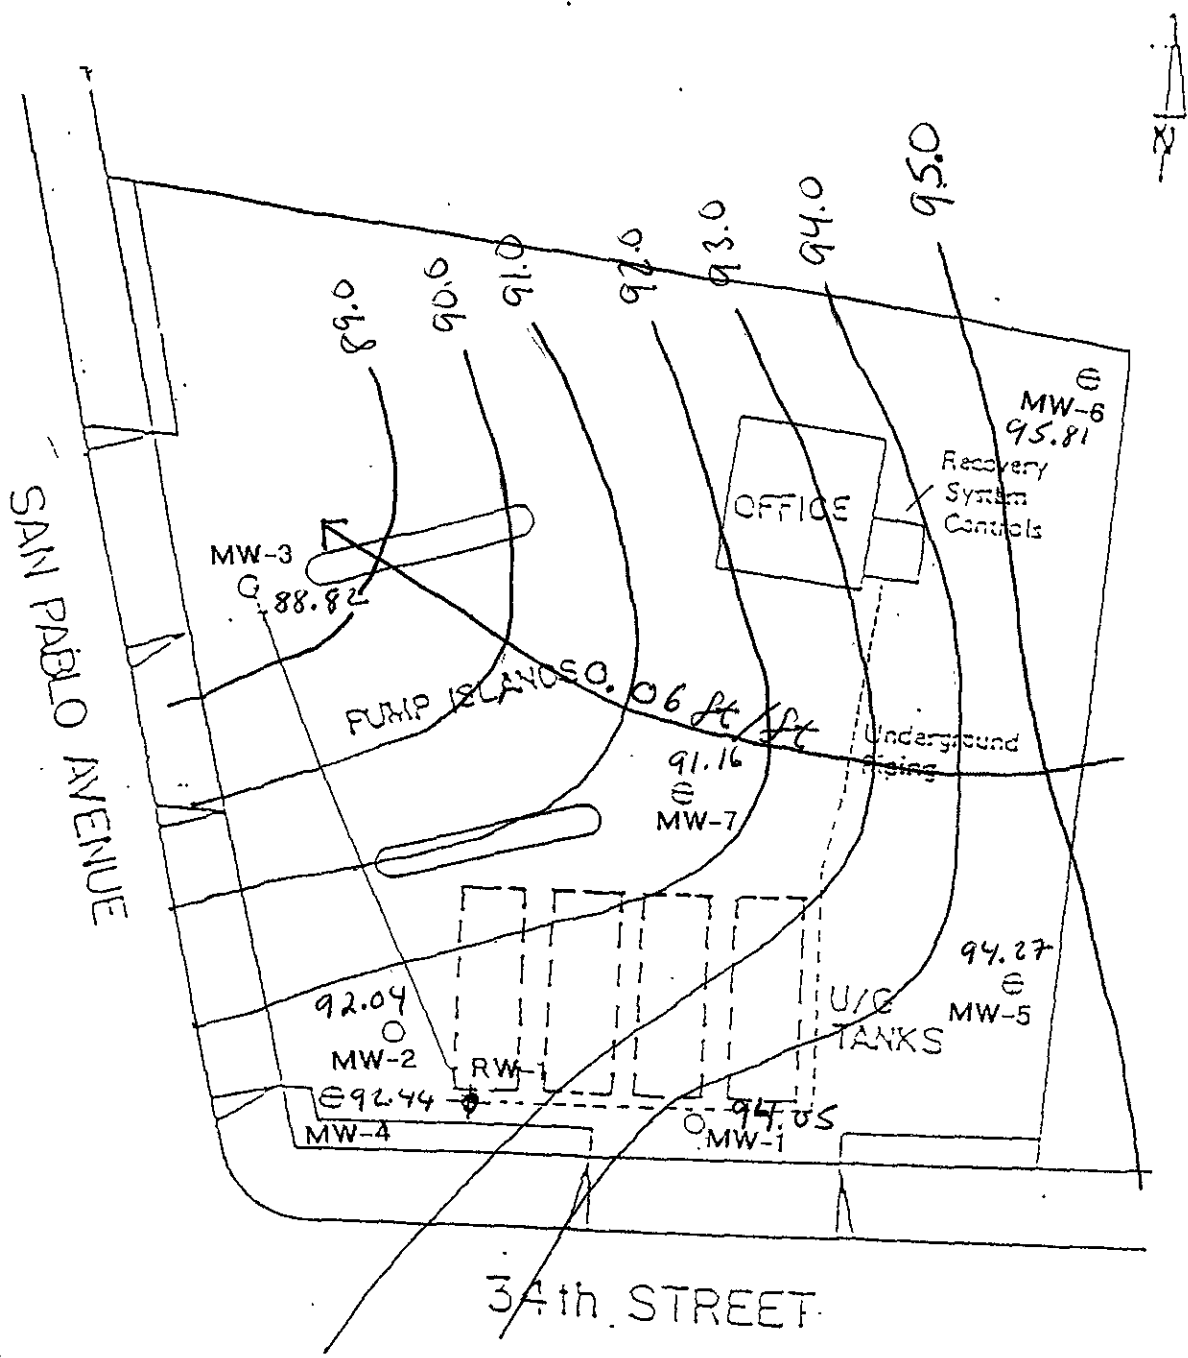 N
95.0
94.0
93.0
92.0
91.0
90.0
89.0
MW-6
95.81
Recovery
System
Controls
OFFICE
MW-3
88.82
SAN PABLO AVENUE
PUMP ISLANDS
0.06 ft/ft
Underground
Piping
91.16
MW-7
94.27
MW-5
U/G
TANKS
92.04
MW-2
RW-1
92.44
MW-4
94.05
MW-1
34th STREET